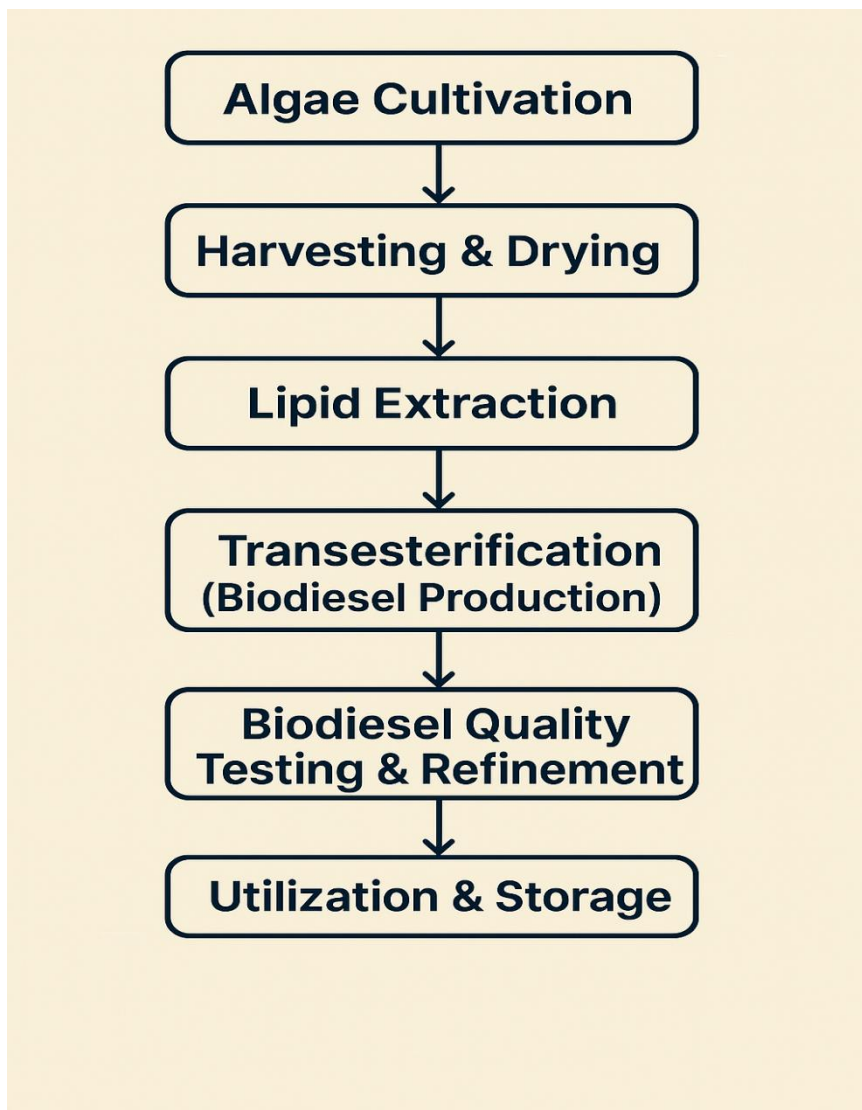 Algae Cultivation
Harvesting & Drying
Lipid Extraction
Transesterification
(Biodiesel Production)
Biodiesel Quality
Testing & Refinement
Utilization & Storage